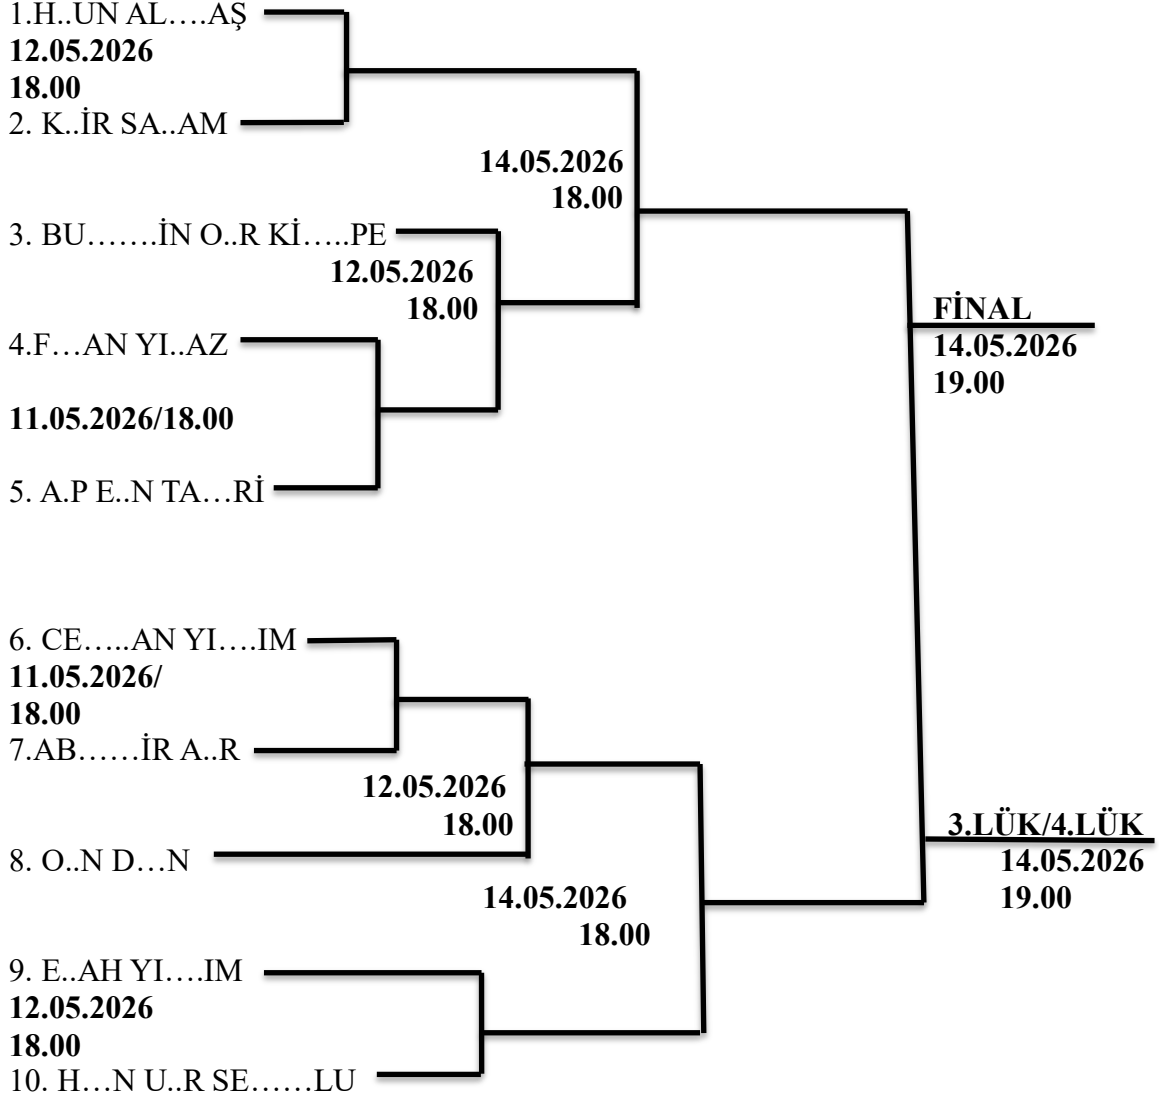 1.H..UN AL….AŞ
12.05.2026
18.00
2. K..İR SA..AM
14.05.2026
18.00
3. BU…….İN O..R Kİ…..PE
12.05.2026
18.00
FİNAL
14.05.2026
19.00
4.F…AN YI..AZ
11.05.2026/18.00
5. A.P E..N TA…Rİ
6. CE…..AN YI….IM
11.05.2026/
18.00
7.AB……İR A..R
12.05.2026
18.00
8. O..N D…N
3.LÜK/4.LÜK
14.05.2026
19.00
14.05.2026
18.00
9. E..AH YI….IM
12.05.2026
18.00
10. H…N U..R SE……LU